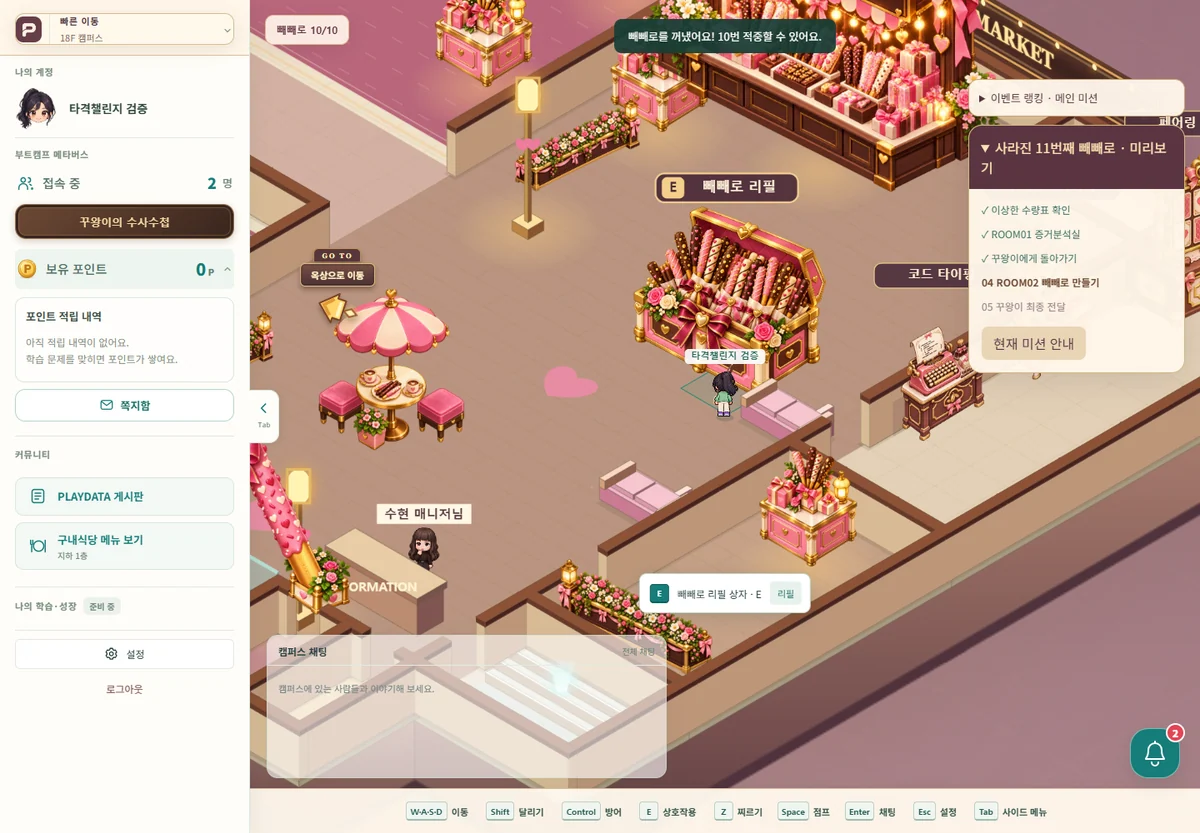 빠른 이동
18F 캠퍼스
나의 계정
타격챌린지 검증
부트캠프 메타버스
접속 중 2 명
꾸왕이의 수사수첩
P 보유 포인트 0 P
포인트 적립 내역
아직 적립 내역이 없어요.
학습 문제를 맞히면 포인트가 쌓여요.
쪽지함
커뮤니티
PLAYDATA 게시판
구내식당 메뉴 보기
지하 1층
나의 학습·성장 준비 중
설정
로그아웃
Tab
빼빼로 10/10
빼빼로를 꺼냈어요! 10번 적중할 수 있어요.
MARKET
▶ 이벤트 랭킹 · 메인 미션
페어링
▼ 사라진 11번째 빼빼로 · 미리보
기
✓ 이상한 수량표 확인
✓ ROOM01 증거분석실
✓ 꾸왕이에게 돌아가기
04 ROOM02 빼빼로 만들기
05 꾸왕이 최종 전달
현재 미션 안내
E 빼빼로 리필
GO TO
옥상으로 이동
코드 타이핑
타격챌린지 검증
수현 매니저님
ORMATION
E 빼빼로 리필 상자 · E 리필
캠퍼스 채팅 전체 채팅
캠퍼스에 있는 사람들과 이야기해 보세요.
2
W·A·S·D 이동 Shift 달리기 Control 방어 E 상호작용 Z 찌르기 Space 점프 Enter 채팅 Esc 설정 Tab 사이드 메뉴